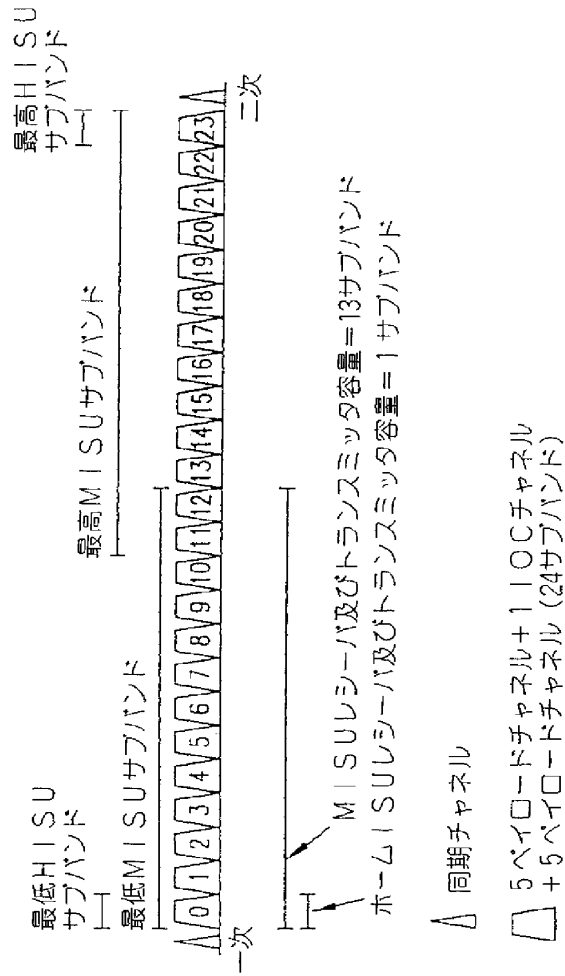 最低HISU
サブバンド
最高HISU
サブバンド
最低MISUサブバンド
最高MISUサブバンド
0 1 2 3 4 5 6 7 8 9 10 11 12 13 14 15 16 17 18 19 20 21 22 23
一次
二次
MISUレシーバ及びトランスミッタ容量=13サブバンド
ホームISUレシーバ及びトランスミッタ容量=1サブバンド
同期チャネル
5ペイロードチャネル+1IOCチャネル
+5ペイロードチャネル (24サブバンド)